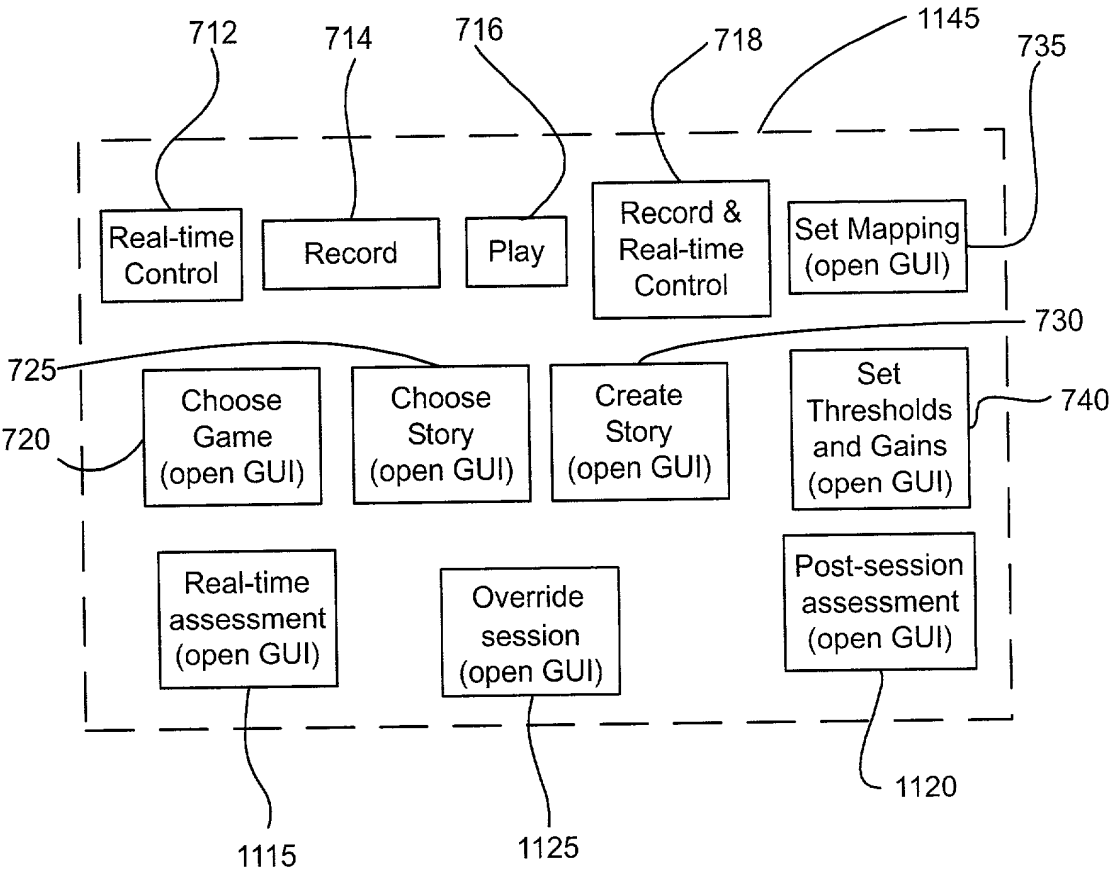 712
714
716
718
1145
735
Real-time
Control
Record
Play
Record &
Real-time
Control
Set Mapping
(open GUI)
725
730
720
Choose
Game
(open GUI)
Choose
Story
(open GUI)
Create
Story
(open GUI)
Set
Thresholds
and Gains
(open GUI)
740
Real-time
assessment
(open GUI)
Override
session
(open GUI)
Post-session
assessment
(open GUI)
1115
1125
1120